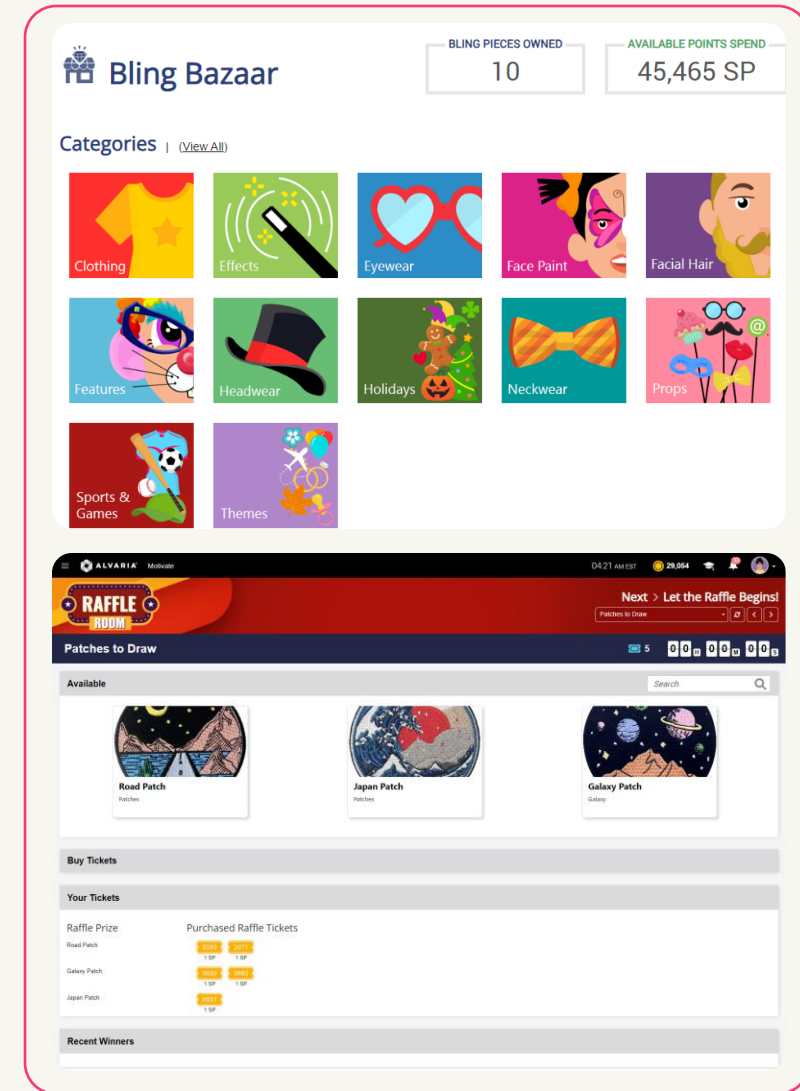 BLING PIECES OWNED
AVAILABLE POINTS SPEND
Bling Bazaar
10
45,465 SP
Categories | (View All)
Clothing
Effects
Eyewear
Face Paint
Facial Hair
Features
Headwear
Holidays
Neckwear
@
Props
Sports & Games
Themes
ALVARIA Motivate
04:21 AM EST
29,054
RAFFLE
ROOM
Next > Let the Raffle Begins!
Patches to Draw
Patches to Draw
5
00 H 00 M 00 S
Available
Search
Road Patch
Patches
Japan Patch
Patches
Galaxy Patch
Galaxy
Buy Tickets
Your Tickets
Raffle Prize
Purchased Raffle Tickets
Road Patch
1 SP
1 SP
Galaxy Patch
1 SP
1 SP
Japan Patch
1 SP
Recent Winners